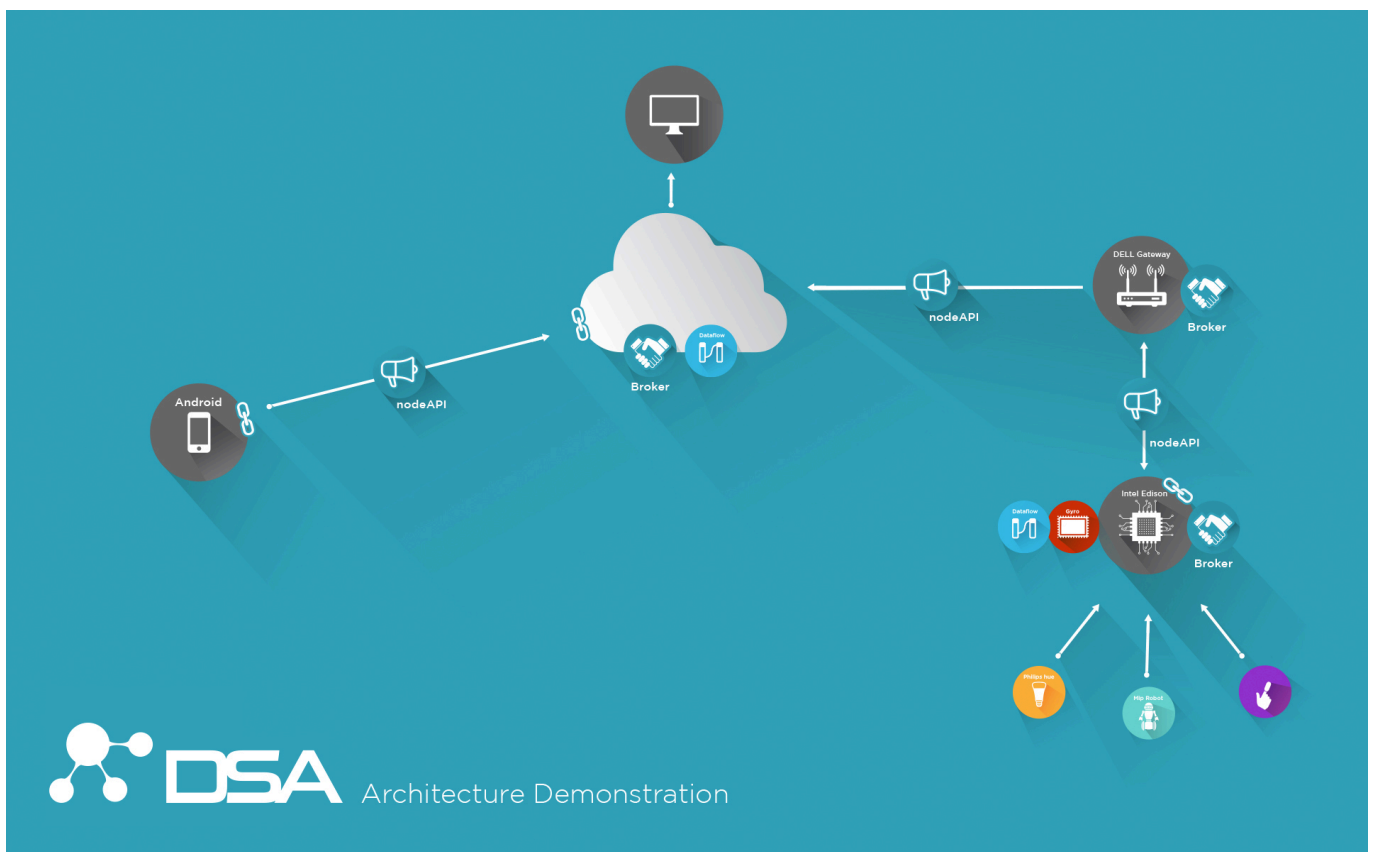 DELL Gateway
nodeAPI
Broker
Dataflow
Broker
Android
nodeAPI
nodeAPI
Intel Edison
Dataflow
Gyro
Broker
Philips hue
Mip Robot
DSA Architecture Demonstration